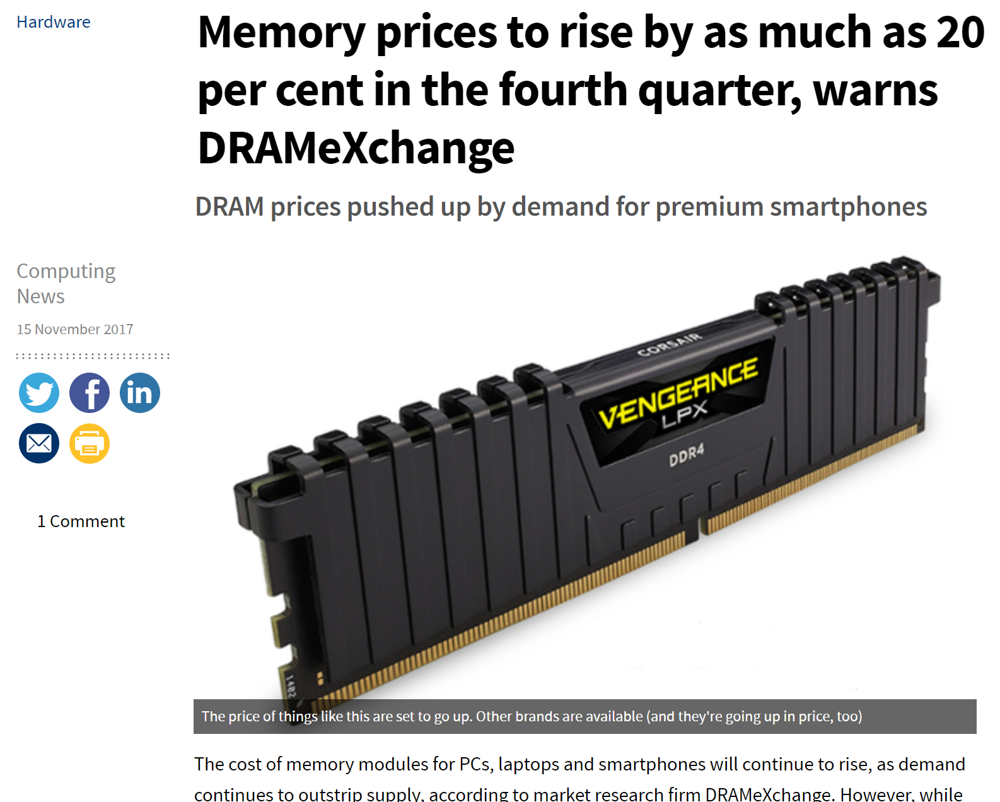 Hardware
Memory prices to rise by as much as 20
per cent in the fourth quarter, warns
DRAMeXchange
DRAM prices pushed up by demand for premium smartphones
Computing
News
15 November 2017
1 Comment
CORSAIR
VENGEANCE
LPX
DDR4
1402
The price of things like this are set to go up. Other brands are available (and they're going up in price, too)
The cost of memory modules for PCs, laptops and smartphones will continue to rise, as demand
continues to outstrip supply, according to market research firm DRAMeXchange. However, while